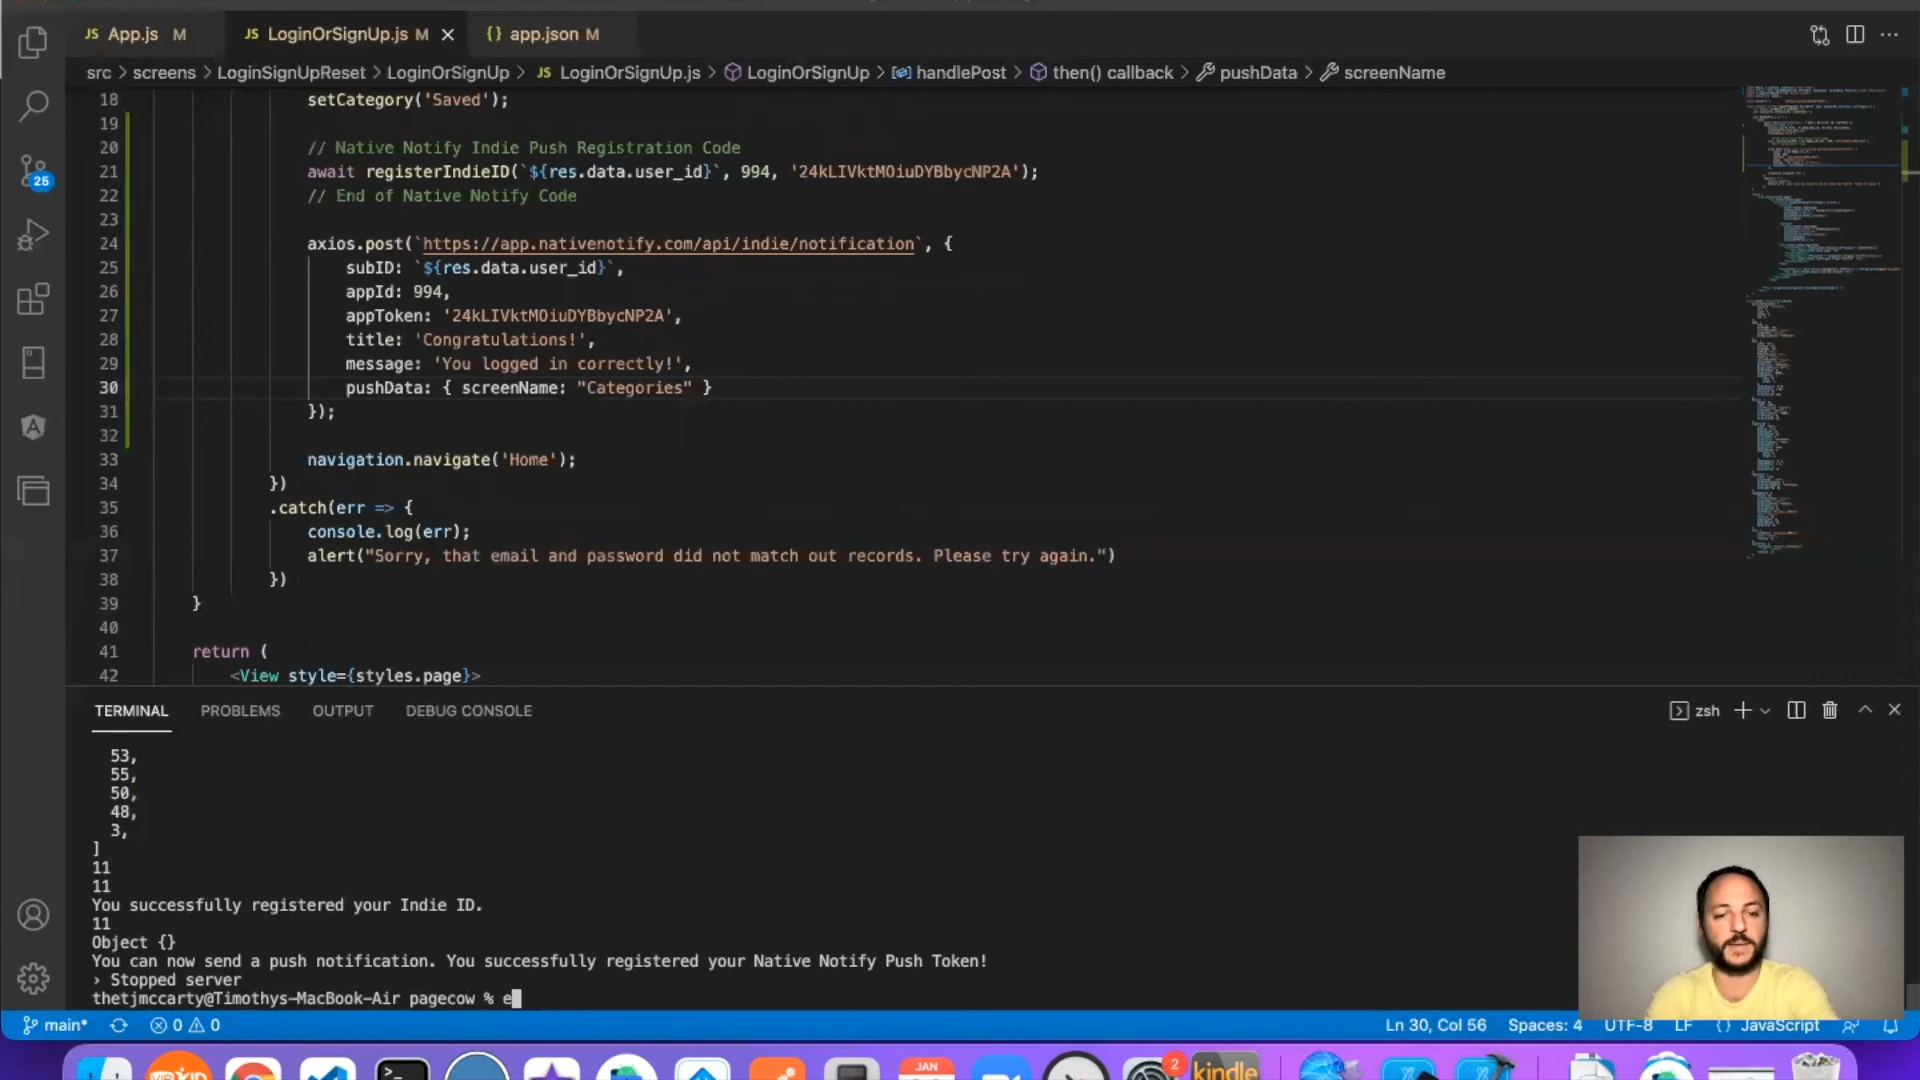 JS App.js M
JS LoginOrSignUp.js M
{} app.json M
src > screens > LoginSignUpReset > LoginOrSignUp > JS LoginOrSignUp.js > LoginOrSignUp > handlePost > then() callback > pushData > screenName
18 setCategory('Saved');
19
20 // Native Notify Indie Push Registration Code
21 await registerIndieID(`${res.data.user_id}`, 994, '24kLIVktMOiuDYBbycNP2A');
22 // End of Native Notify Code
23
24 axios.post(`https://app.nativenotify.com/api/indie/notification`, {
25 subID: `${res.data.user_id}`,
26 appId: 994,
27 appToken: '24kLIVktMOiuDYBbycNP2A',
28 title: 'Congratulations!',
29 message: 'You logged in correctly!',
30 pushData: { screenName: "Categories" }
31 });
32
33 navigation.navigate('Home');
34 })
35 .catch(err => {
36 console.log(err);
37 alert("Sorry, that email and password did not match out records. Please try again.")
38 })
39 }
40
41 return (
42 <View style={styles.page}>
25
TERMINAL PROBLEMS OUTPUT DEBUG CONSOLE
zsh
53,
55,
50,
48,
3,
]
11
11
You successfully registered your Indie ID.
11
Object {}
You can now send a push notification. You successfully registered your Native Notify Push Token!
› Stopped server
thetjmccarty@Timothys-MacBook-Air pagecow % e
main* 0 0 Ln 30, Col 56 Spaces: 4 UTF-8 LF {} JavaScript
JAN
2
kindle